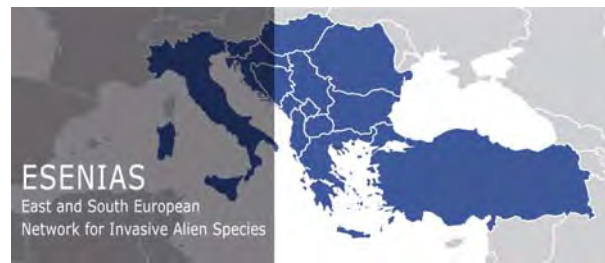 ESENIAS
East and South European
Network for Invasive Alien Species